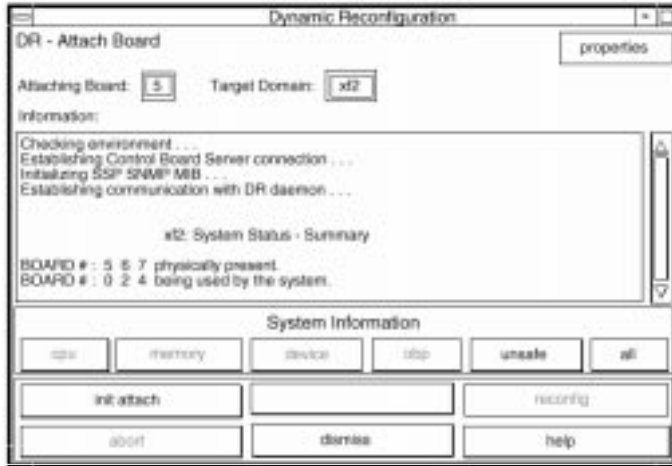 Dynamic Reconfiguration
DR - Attach Board
properties
Attaching Board: 5 Target Domain: xf2
Information:
Checking environment . . .
Establishing Control Board Server connection . . .
Initializing SSP SNMP MIB . . .
Establishing communication with DR daemon . . .
xf2: System Status - Summary
BOARD # : 5 6 7 physically present.
BOARD # : 0 2 4 being used by the system.
System Information
cpu memory device obp unsafe all
init attach reconfig
abort dismiss help